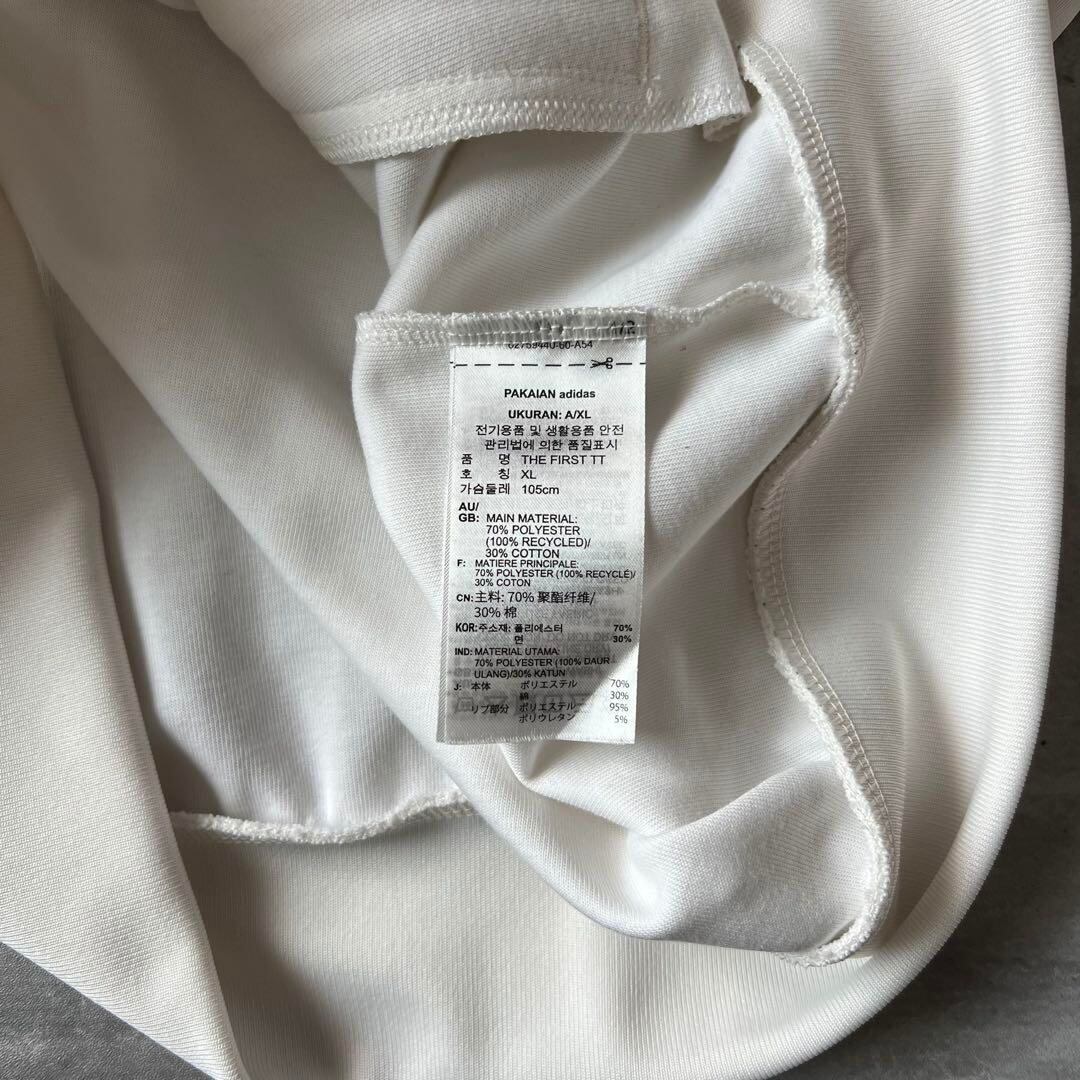 1/2
62759440-60-A54
PAKAIAN adidas
UKURAN: A/XL
전기용품 및 생활용품 안전
관리법에 의한 품질표시
품 명 THE FIRST TT
호 칭 XL
가슴둘레 105cm
AU/
GB: MAIN MATERIAL:
70% POLYESTER
(100% RECYCLED)/
30% COTTON
F: MATIERE PRINCIPALE:
70% POLYESTER (100% RECYCLÉ)/
30% COTON
CN: 主料: 70% 聚酯纤维/
30% 棉
KOR: 주소재: 폴리에스터 70%
면 30%
IND: MATERIAL UTAMA:
70% POLYESTER (100% DAUR
ULANG)/30% KATUN
J: 本体 ポリエステル 70%
綿 30%
リブ部分 ポリエステル 95%
ポリウレタン 5%